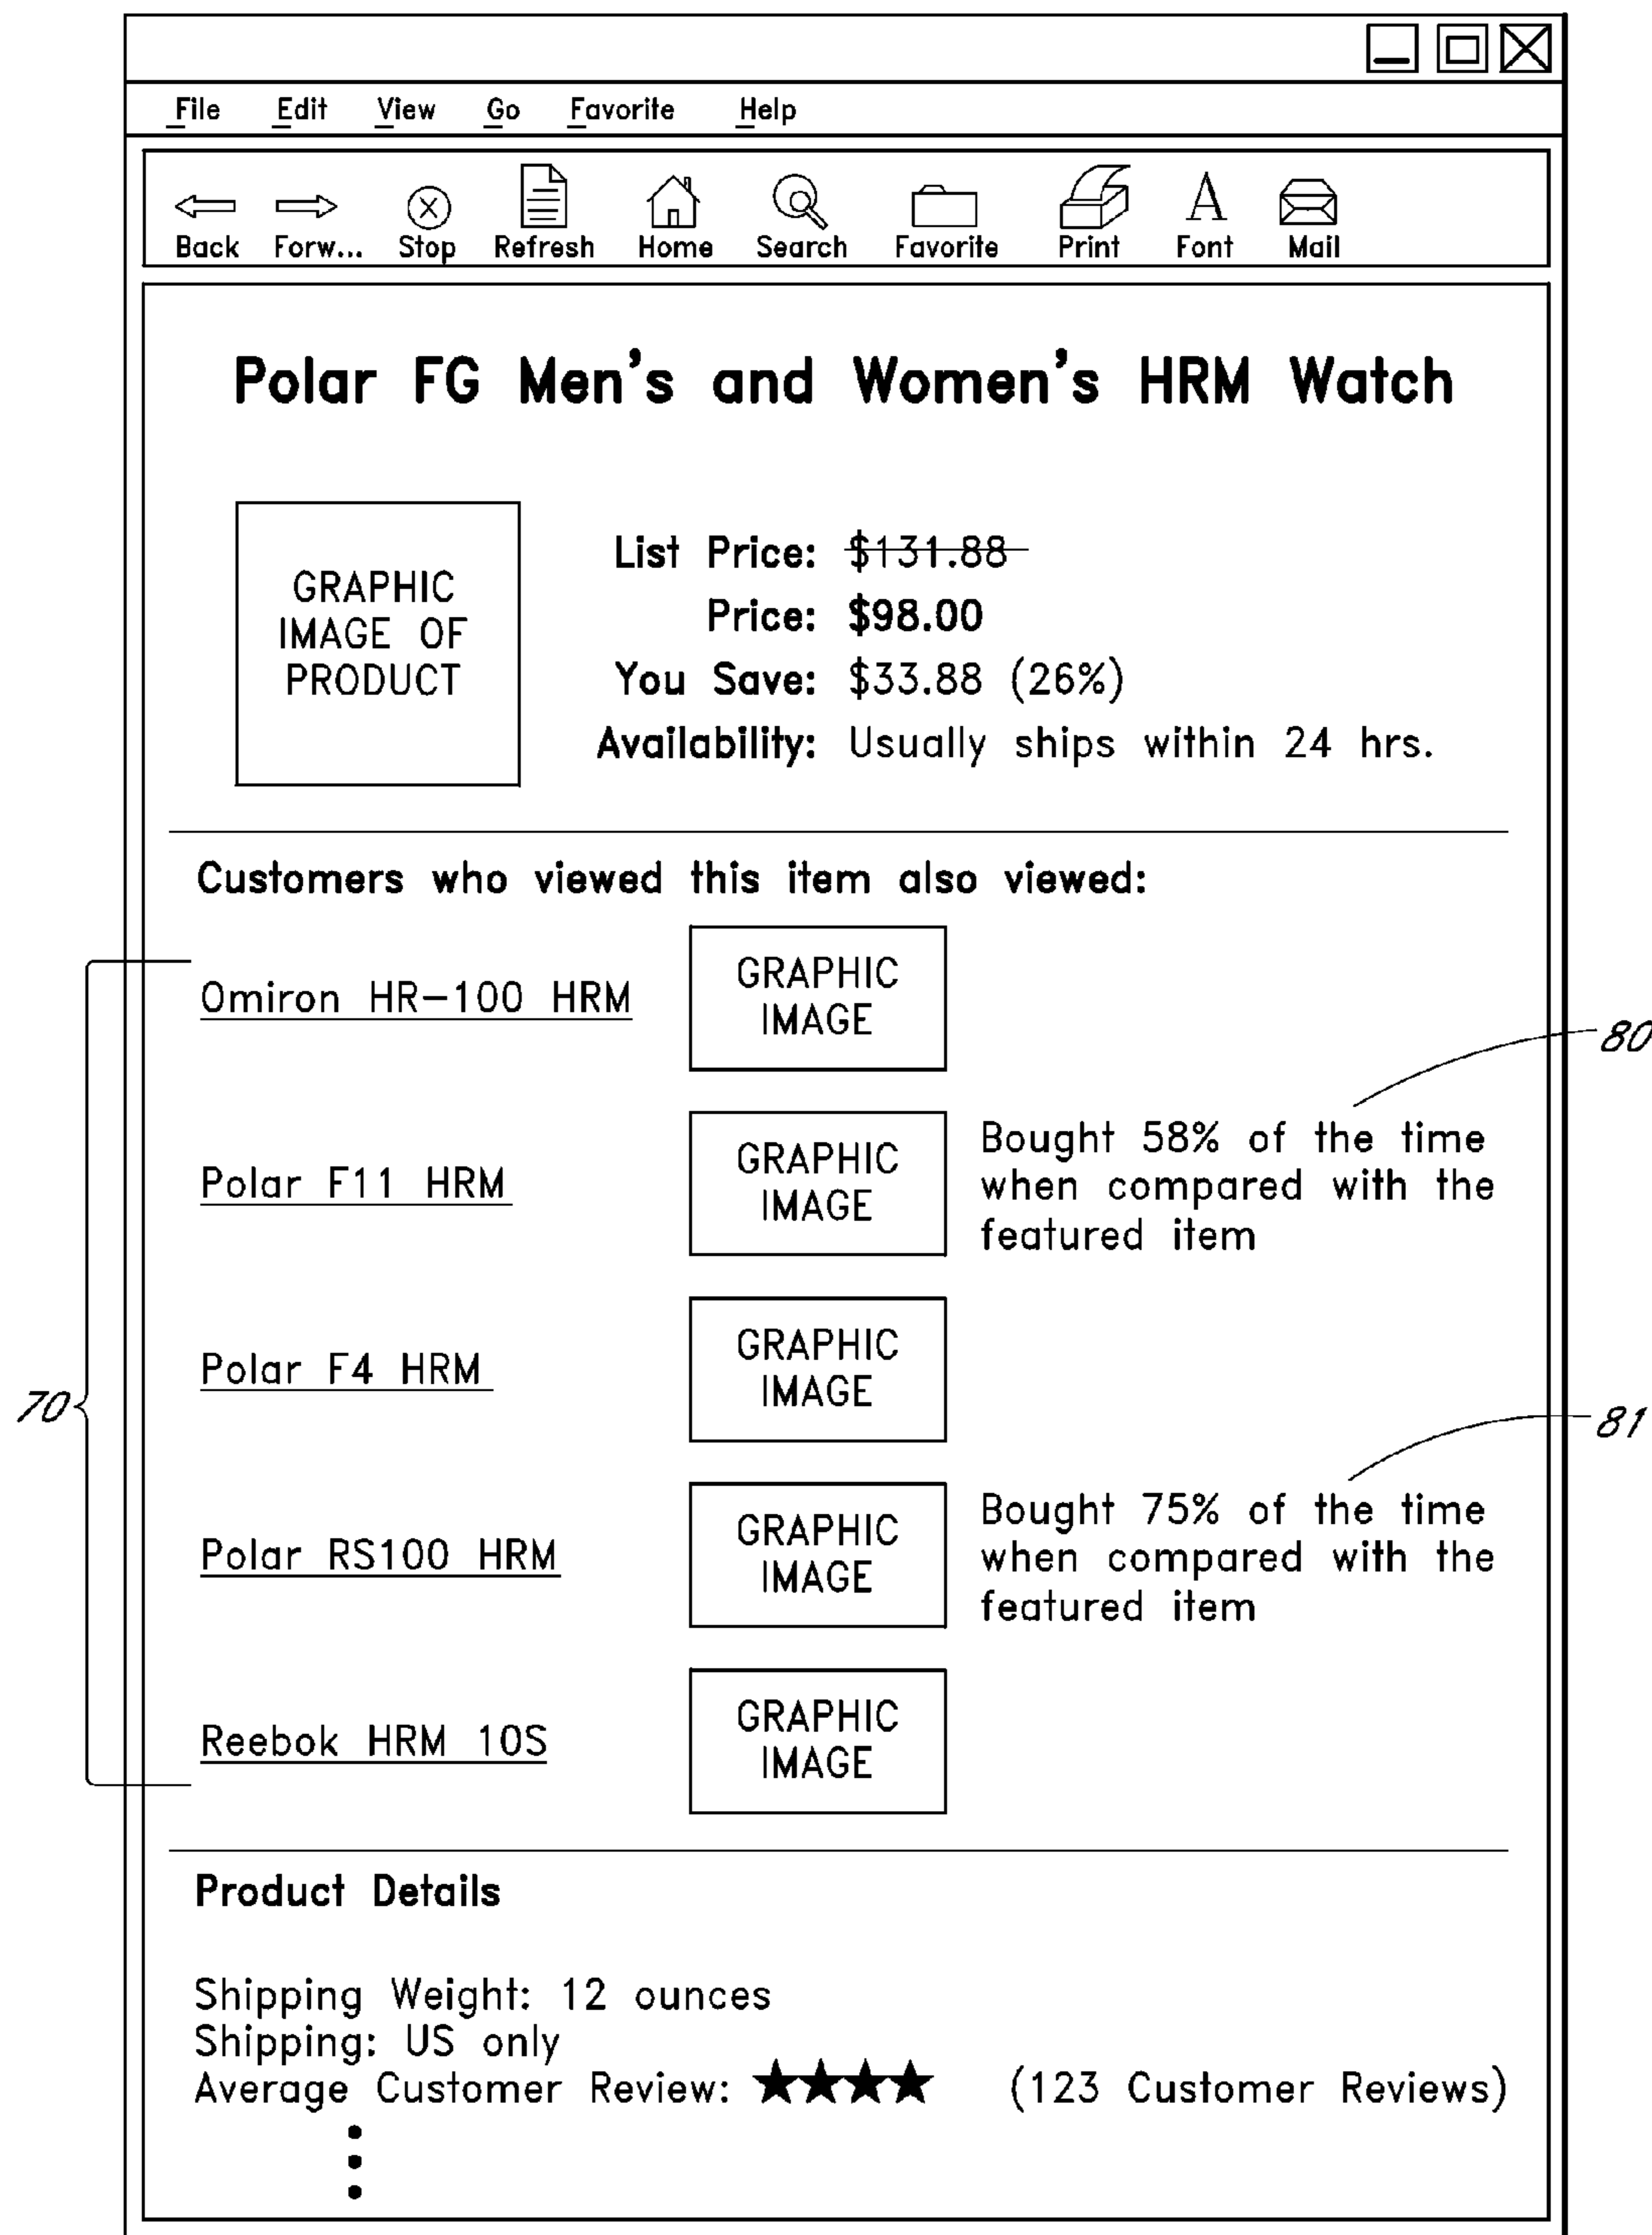 File Edit View Go Favorite Help
Back Forw... Stop Refresh Home Search Favorite Print Font Mail
Polar FG Men's and Women's HRM Watch
GRAPHIC
IMAGE OF
PRODUCT
List Price: $131.88
Price: $98.00
You Save: $33.88 (26%)
Availability: Usually ships within 24 hrs.
Customers who viewed this item also viewed:
70
Omiron HR-100 HRM
GRAPHIC
IMAGE
80
Polar F11 HRM
GRAPHIC
IMAGE
Bought 58% of the time
when compared with the
featured item
Polar F4 HRM
GRAPHIC
IMAGE
81
Polar RS100 HRM
GRAPHIC
IMAGE
Bought 75% of the time
when compared with the
featured item
Reebok HRM 10S
GRAPHIC
IMAGE
Product Details
Shipping Weight: 12 ounces
Shipping: US only
Average Customer Review: ★★★★ (123 Customer Reviews)